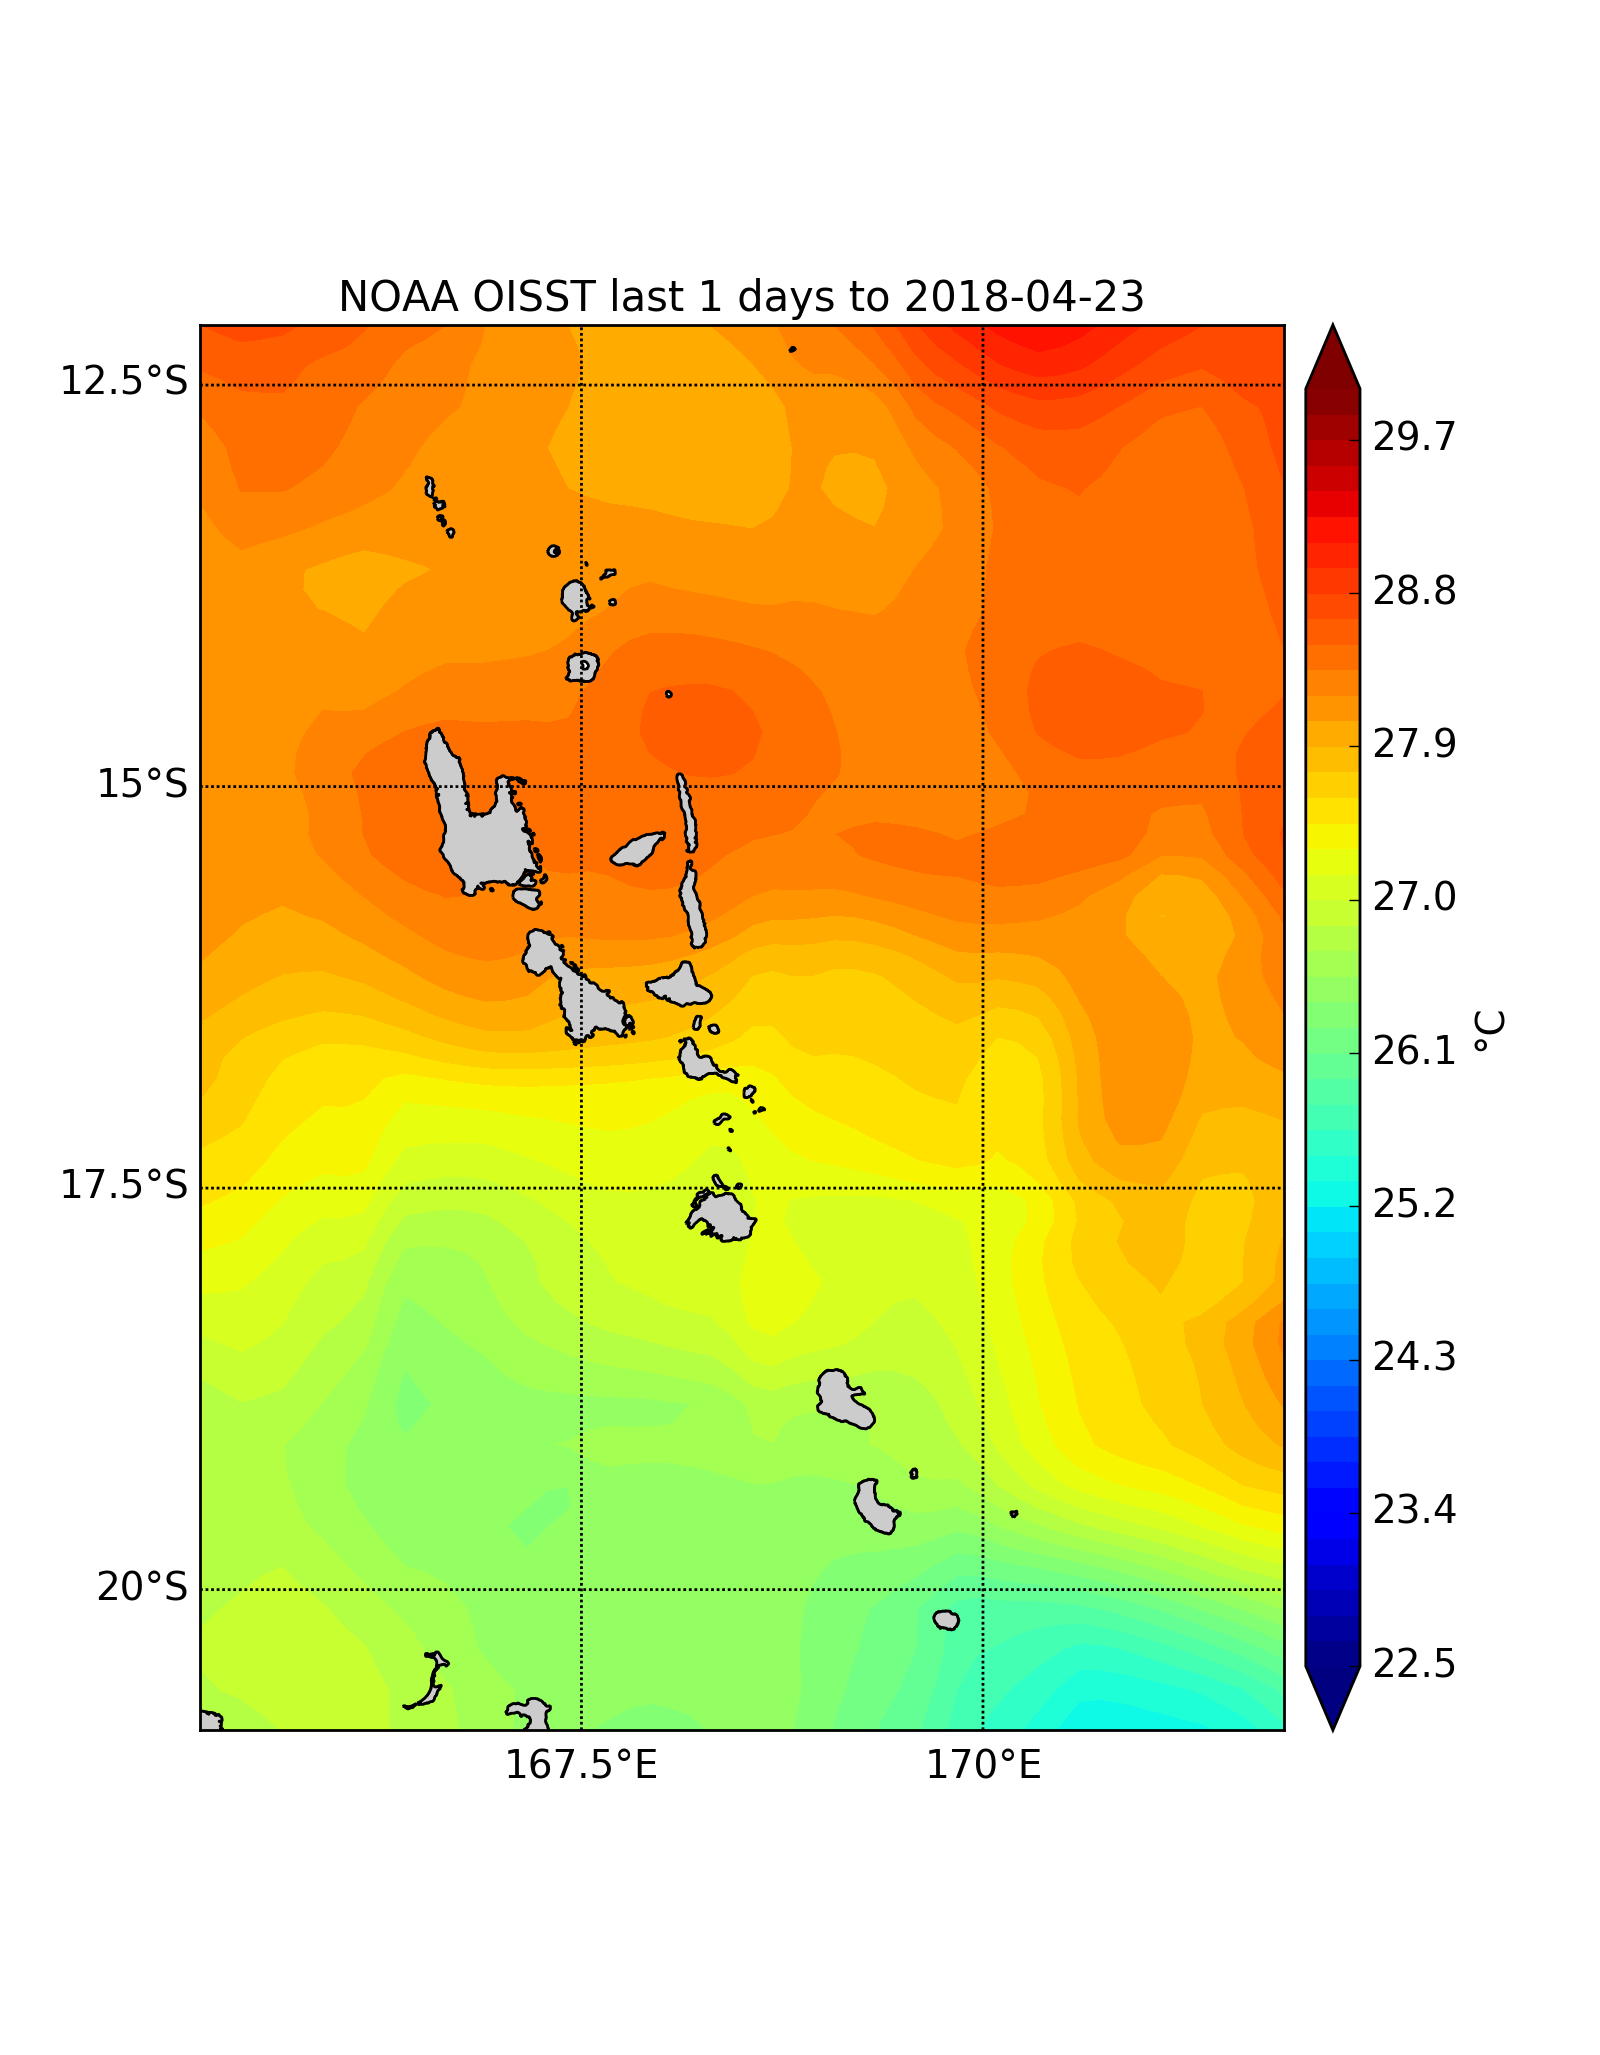 NOAA OISST last 1 days to 2018-04-23
12.5°S
15°S
17.5°S
20°S
167.5°E
170°E
29.7
28.8
27.9
27.0
26.1
25.2
24.3
23.4
22.5
°C